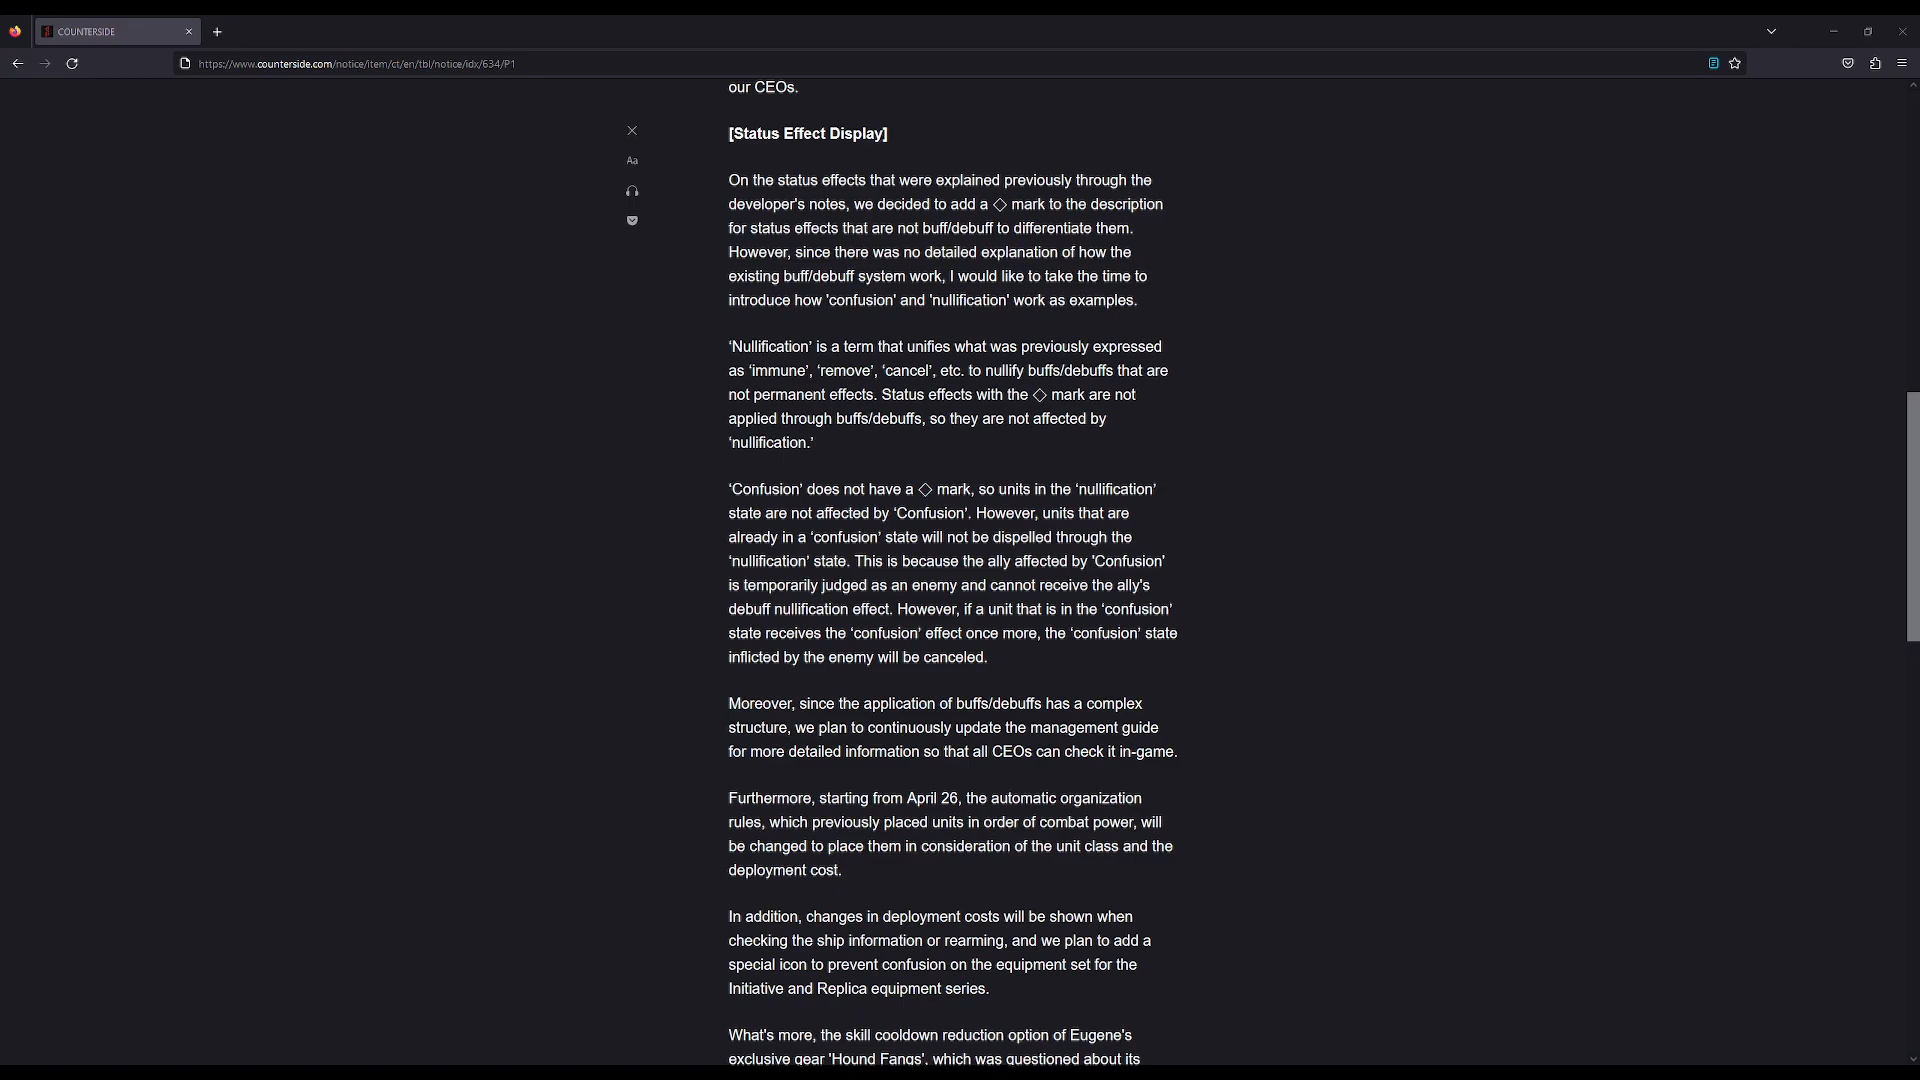 COUNTERSIDE
https://www.counterside.com/notice/item/ct/en/tbl/notice/idx/634/P1
our CEOs.
Aa
[Status Effect Display]
On the status effects that were explained previously through the
developer's notes, we decided to add a ◇ mark to the description
for status effects that are not buff/debuff to differentiate them.
However, since there was no detailed explanation of how the
existing buff/debuff system work, I would like to take the time to
introduce how 'confusion' and 'nullification' work as examples.
‘Nullification’ is a term that unifies what was previously expressed
as ‘immune’, ‘remove’, ‘cancel’, etc. to nullify buffs/debuffs that are
not permanent effects. Status effects with the ◇ mark are not
applied through buffs/debuffs, so they are not affected by
‘nullification.’
‘Confusion’ does not have a ◇ mark, so units in the ‘nullification’
state are not affected by ‘Confusion’. However, units that are
already in a ‘confusion’ state will not be dispelled through the
‘nullification’ state. This is because the ally affected by 'Confusion'
is temporarily judged as an enemy and cannot receive the ally's
debuff nullification effect. However, if a unit that is in the ‘confusion’
state receives the ‘confusion’ effect once more, the ‘confusion’ state
inflicted by the enemy will be canceled.
Moreover, since the application of buffs/debuffs has a complex
structure, we plan to continuously update the management guide
for more detailed information so that all CEOs can check it in-game.
Furthermore, starting from April 26, the automatic organization
rules, which previously placed units in order of combat power, will
be changed to place them in consideration of the unit class and the
deployment cost.
In addition, changes in deployment costs will be shown when
checking the ship information or rearming, and we plan to add a
special icon to prevent confusion on the equipment set for the
Initiative and Replica equipment series.
What's more, the skill cooldown reduction option of Eugene's
exclusive gear 'Hound Fangs', which was questioned about its